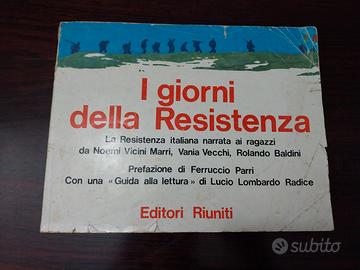 I giorni
della Resistenza
La Resistenza italiana narrata ai ragazzi
da Noemi Vicini Marri, Vania Vecchi, Rolando Baldini
Prefazione di Ferruccio Parri
Con una «Guida alla lettura» di Lucio Lombardo Radice
Editori Riuniti
subito